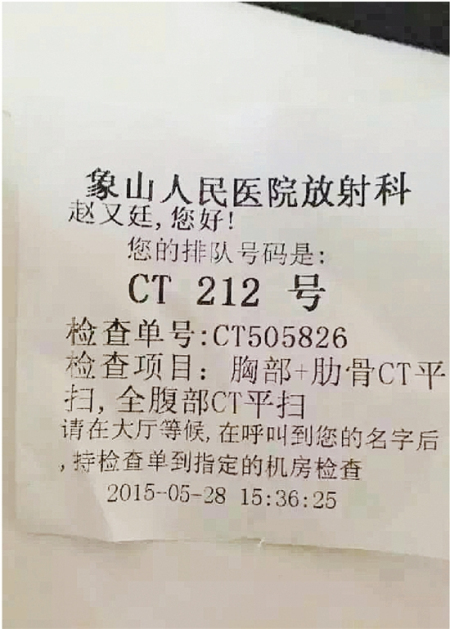 象山人民医院放射科
赵又廷,您好!
您的排队号码是:
CT 212 号
检查单号:CT505826
检查项目: 胸部+肋骨CT平
扫,全腹部CT平扫
请在大厅等候,在呼叫到您的名字后
,持检查单到指定的机房检查
2015-05-28 15:36:25